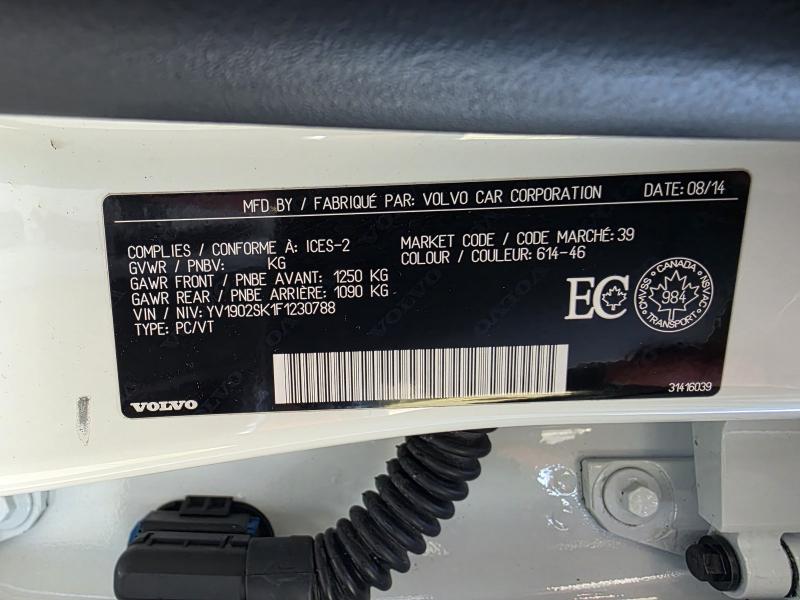 MFD BY / FABRIQUÉ PAR: VOLVO CAR CORPORATION DATE: 08/14
COMPLIES / CONFORME À: ICES-2
GVWR / PNBV: KG
GAWR FRONT / PNBE AVANT: 1250 KG
GAWR REAR / PNBE ARRIÈRE: 1090 KG
VIN / NIV: YV1902SK1F1230788
TYPE: PC/VT
MARKET CODE / CODE MARCHÉ: 39
COLOUR / COULEUR: 614-46
EC
CANADA
CMVSS
NSVAC
984
TRANSPORT
VOLVO
31416039